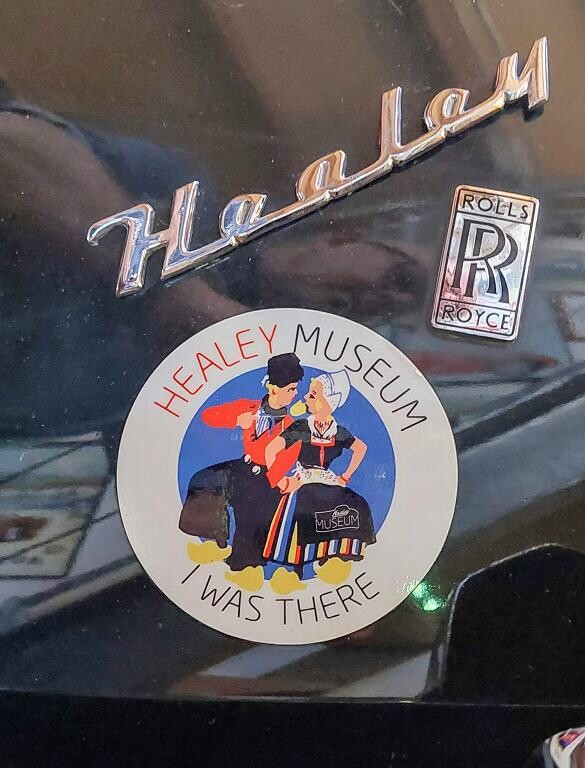 Healey
ROLLS
RR
ROYCE
HEALEY MUSEUM
Healey
MUSEUM
I WAS THERE